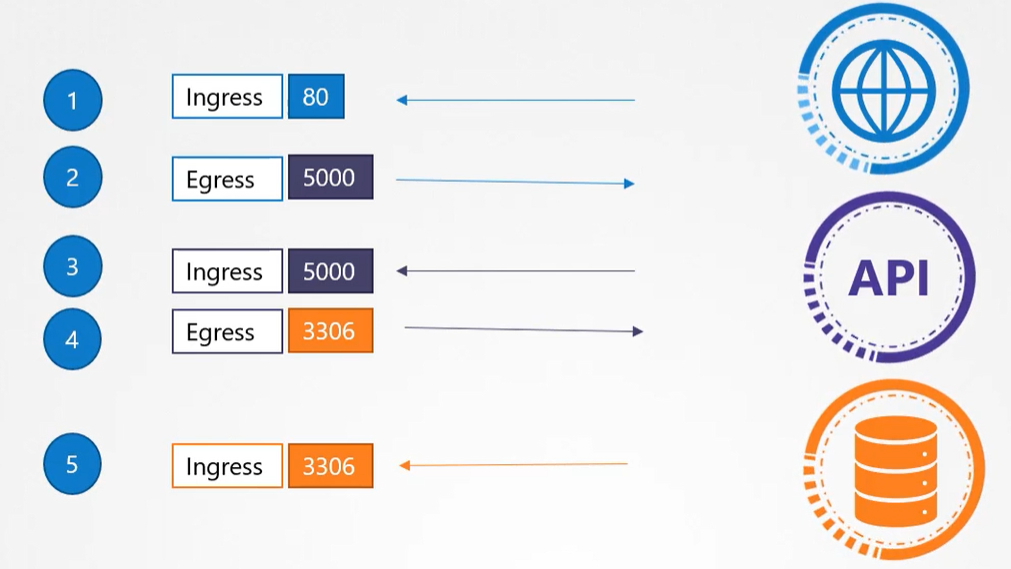 1 Ingress 80
2 Egress 5000
3 Ingress 5000
API
4 Egress 3306
5 Ingress 3306